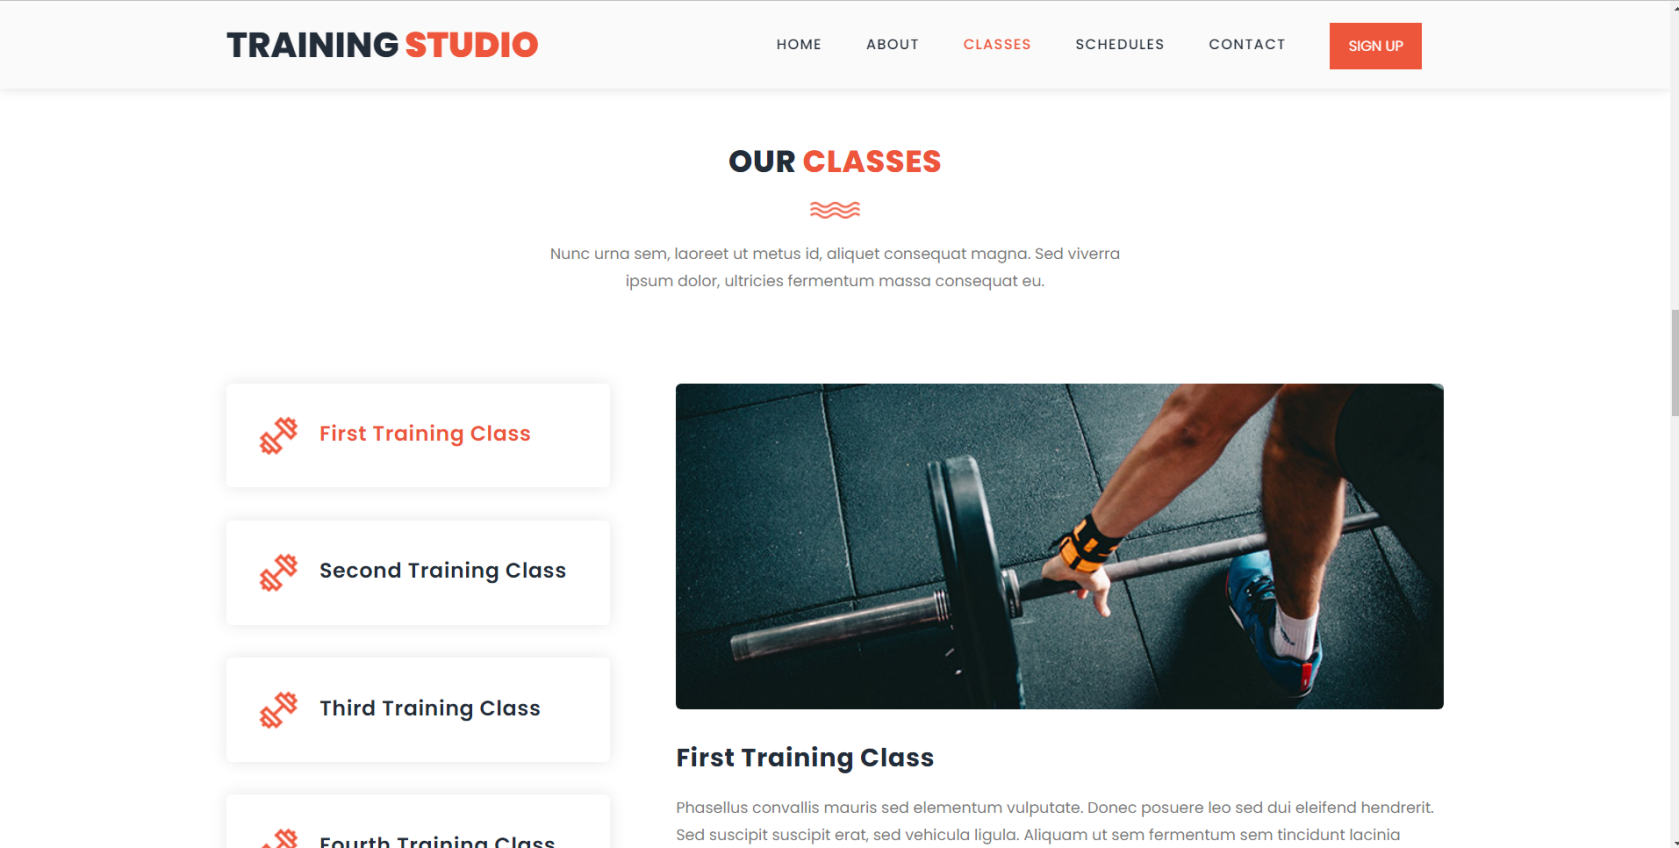 TRAINING STUDIO
HOME ABOUT CLASSES SCHEDULES CONTACT SIGN UP
OUR CLASSES
Nunc urna sem, laoreet ut metus id, aliquet consequat magna. Sed viverra
ipsum dolor, ultricies fermentum massa consequat eu.
First Training Class
Second Training Class
Third Training Class
Fourth Training Class
First Training Class
Phasellus convallis mauris sed elementum vulputate. Donec posuere leo sed dui eleifend hendrerit.
Sed suscipit suscipit erat, sed vehicula ligula. Aliquam ut sem fermentum sem tincidunt lacinia